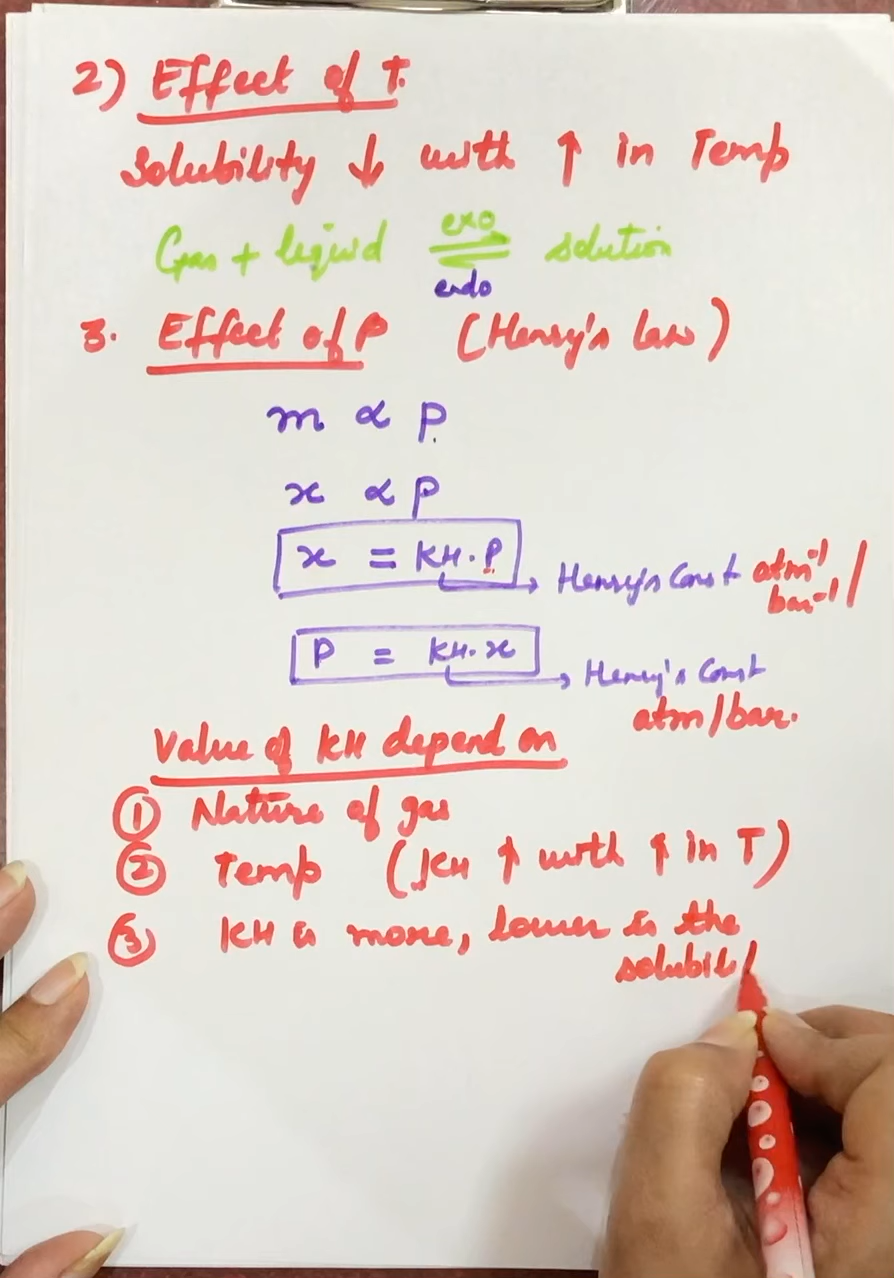 2) Effect of T.
Solubility ↓ with ↑ in Temp
Gas + liquid ⇌ solution
exo
endo
3. Effect of P (Henry's law)
m ∝ P.
x ∝ P
x = KH. P → Henry's Const atm⁻¹/
bar⁻¹
P = KH. x → Henry's Const
atm/bar.
Value of KH depend on
① Nature of gas
② Temp (KH ↑ with ↑ in T)
③ KH is more, lower is the
solubili